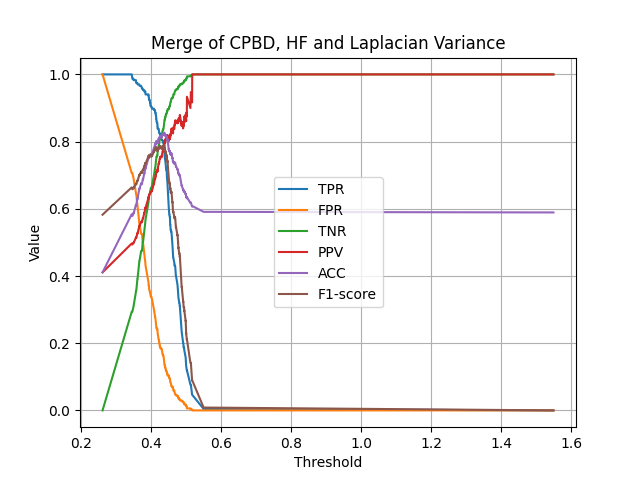 Merge of CPBD, HF and Laplacian Variance
Value
1.0
0.8
0.6
0.4
0.2
0.0
TPR
FPR
TNR
PPV
ACC
F1-score
0.2 0.4 0.6 0.8 1.0 1.2 1.4 1.6
Threshold